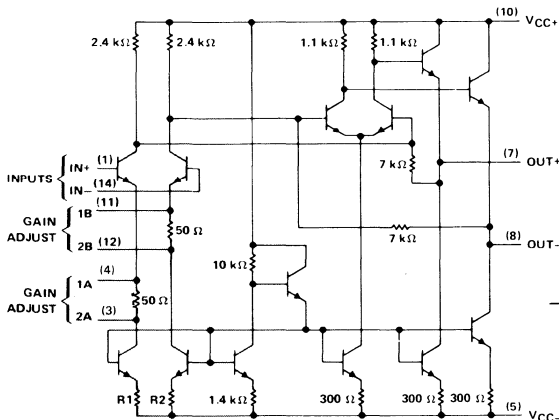 (10) VCC+
2.4 kΩ 2.4 kΩ 1.1 kΩ 1.1 kΩ
INPUTS IN+ (1)
IN− (14)
7 kΩ
(7) OUT+
GAIN ADJUST 1B (11)
2B (12)
50 Ω
7 kΩ
(8) OUT−
10 kΩ
GAIN ADJUST 1A (4)
2A (3)
50 Ω
R1 R2 1.4 kΩ 300 Ω 300 Ω 300 Ω
(5) VCC−